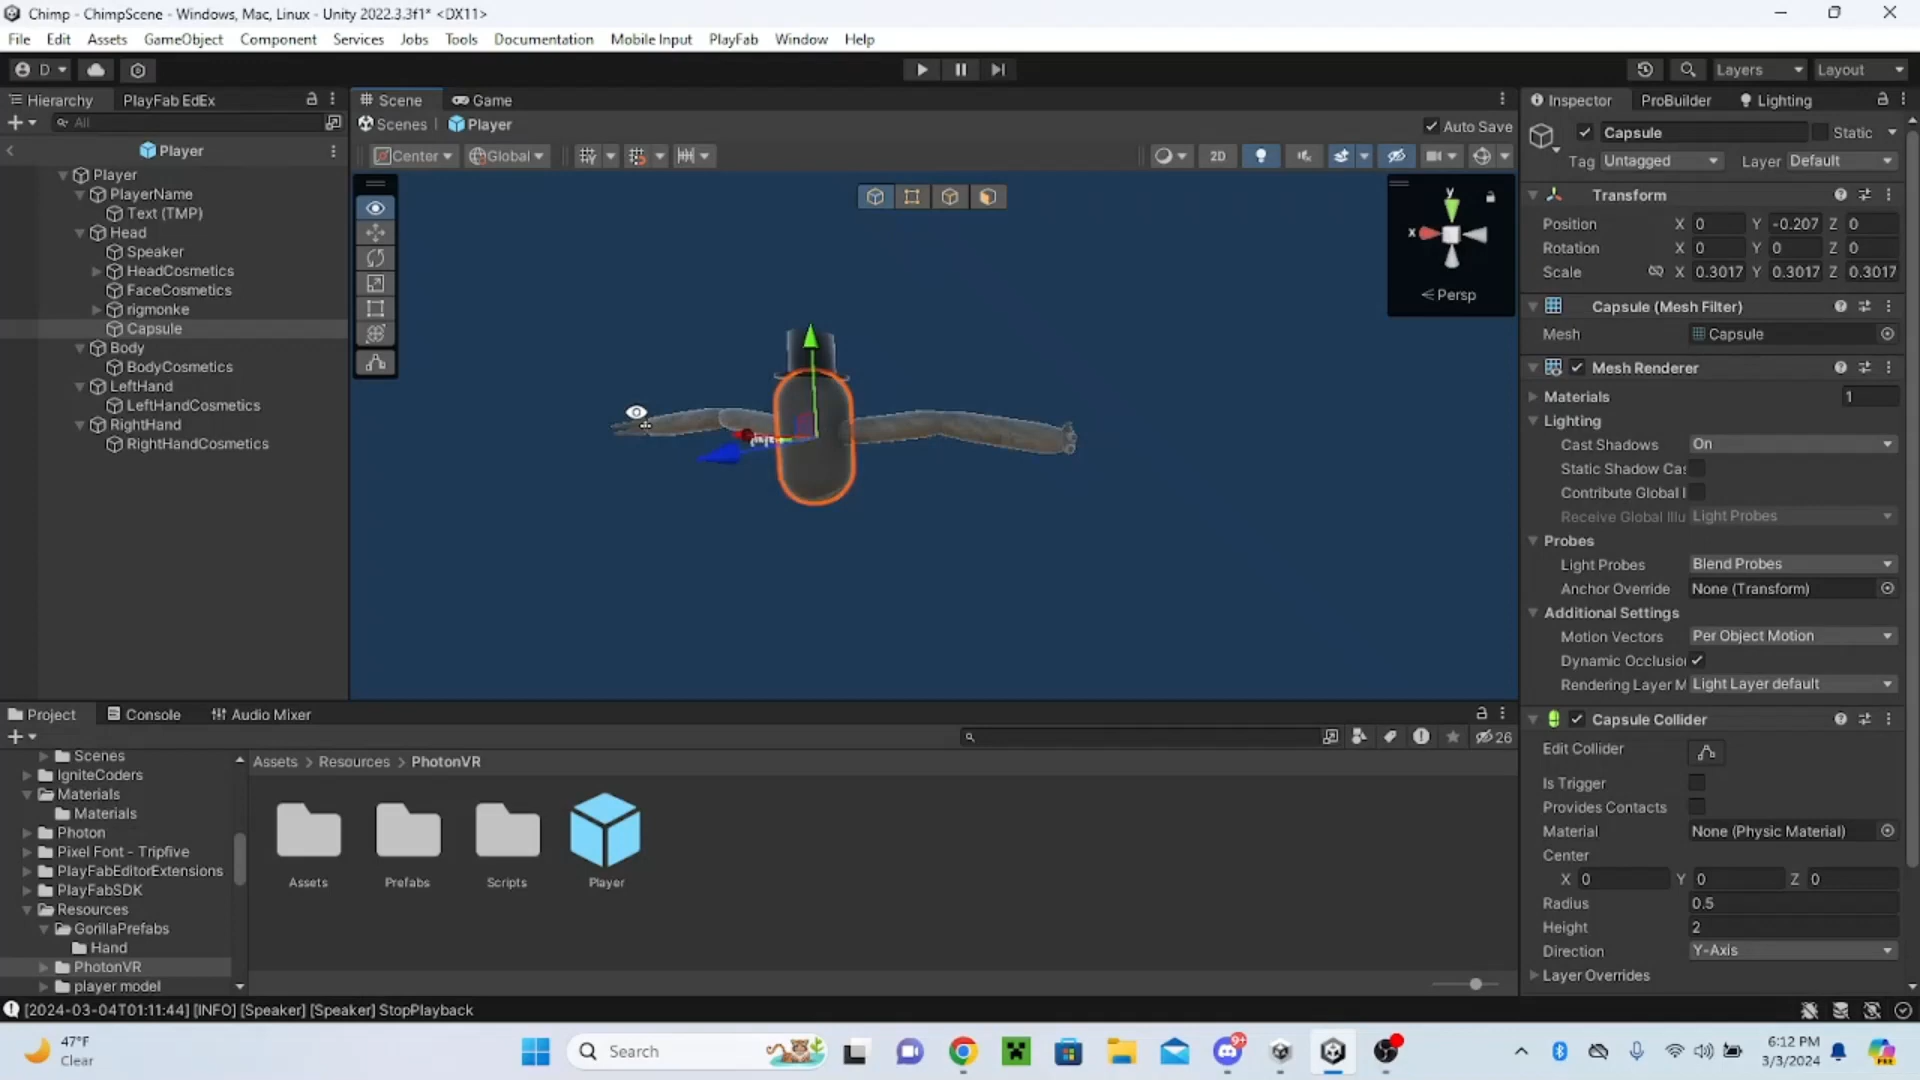 Chimp - ChimpScene - Windows, Mac, Linux - Unity 2022.3.3f1* <DX11>
File Edit Assets GameObject Component Services Jobs Tools Documentation Mobile Input PlayFab Window Help
D Layers Layout
Hierarchy PlayFab EdEx
All
Player
Player
PlayerName
Text (TMP)
Head
Speaker
HeadCosmetics
FaceCosmetics
rigmonke
Capsule
Body
BodyCosmetics
LeftHand
LeftHandCosmetics
RightHand
RightHandCosmetics
Scene Game
Scenes Player Auto Save
Center Global 2D
y
x
Persp
Inspector ProBuilder Lighting
Capsule Static
Tag Untagged Layer Default
Transform
Position X 0 Y -0.207 Z 0
Rotation X 0 Y 0 Z 0
Scale X 0.3017 Y 0.3017 Z 0.3017
Capsule (Mesh Filter)
Mesh Capsule
Mesh Renderer
Materials 1
Lighting
Cast Shadows On
Static Shadow Cas
Contribute Global I
Receive Global Illu Light Probes
Probes
Light Probes Blend Probes
Anchor Override None (Transform)
Additional Settings
Motion Vectors Per Object Motion
Dynamic Occlusio
Rendering Layer M Light Layer default
Capsule Collider
Edit Collider
Is Trigger
Provides Contacts
Material None (Physic Material)
Center
X 0 Y 0 Z 0
Radius 0.5
Height 2
Direction Y-Axis
Layer Overrides
Project Console Audio Mixer
26
Scenes
IgniteCoders
Materials
Materials
Photon
Pixel Font - Tripfive
PlayFabEditorExtensions
PlayFabSDK
Resources
GorillaPrefabs
Hand
PhotonVR
player model
Assets > Resources > PhotonVR
Assets Prefabs Scripts Player
[2024-03-04T01:11:44] [INFO] [Speaker] [Speaker] StopPlayback
47°F
Clear
Search
9+
6:12 PM
3/3/2024
PRE